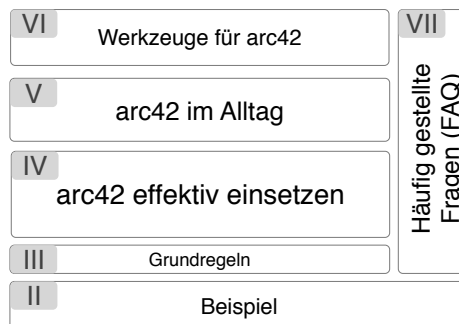 VI
Werkzeuge für arc42
V
arc42 im Alltag
IV
arc42 effektiv einsetzen
III
Grundregeln
II
Beispiel
VII
Häufig gestellte
Fragen (FAQ)